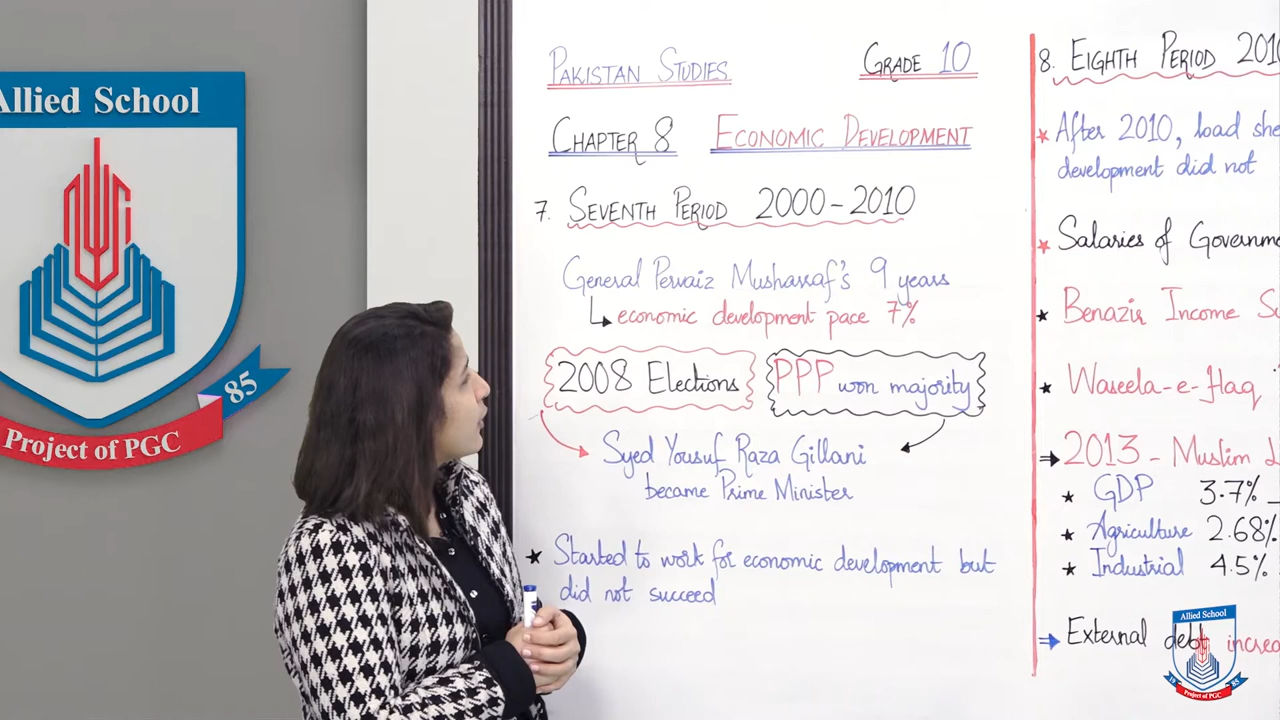 Allied School
Project of PGC
85
PAKISTAN STUDIES
GRADE 10
CHAPTER 8 ECONOMIC DEVELOPMENT
7. SEVENTH PERIOD 2000-2010
General Pervaiz Musharraf's 9 years
economic development pace 7%
2008 Elections
PPP won majority
Syed Yousuf Raza Gillani
became Prime Minister
★ Started to work for economic development but
did not succeed
8. EIGHTH PERIOD 201
★ After 2010, load she
development did not
★ Salaries of Governm
★ Benazir Income
★ Waseela-e-Haq
→ 2013 - Muslim L
★ GDP 3.7%
★ Agriculture 2.68%
★ Industrial 4.5%
→ External debt increa
Allied School
19 85
Project of PGC